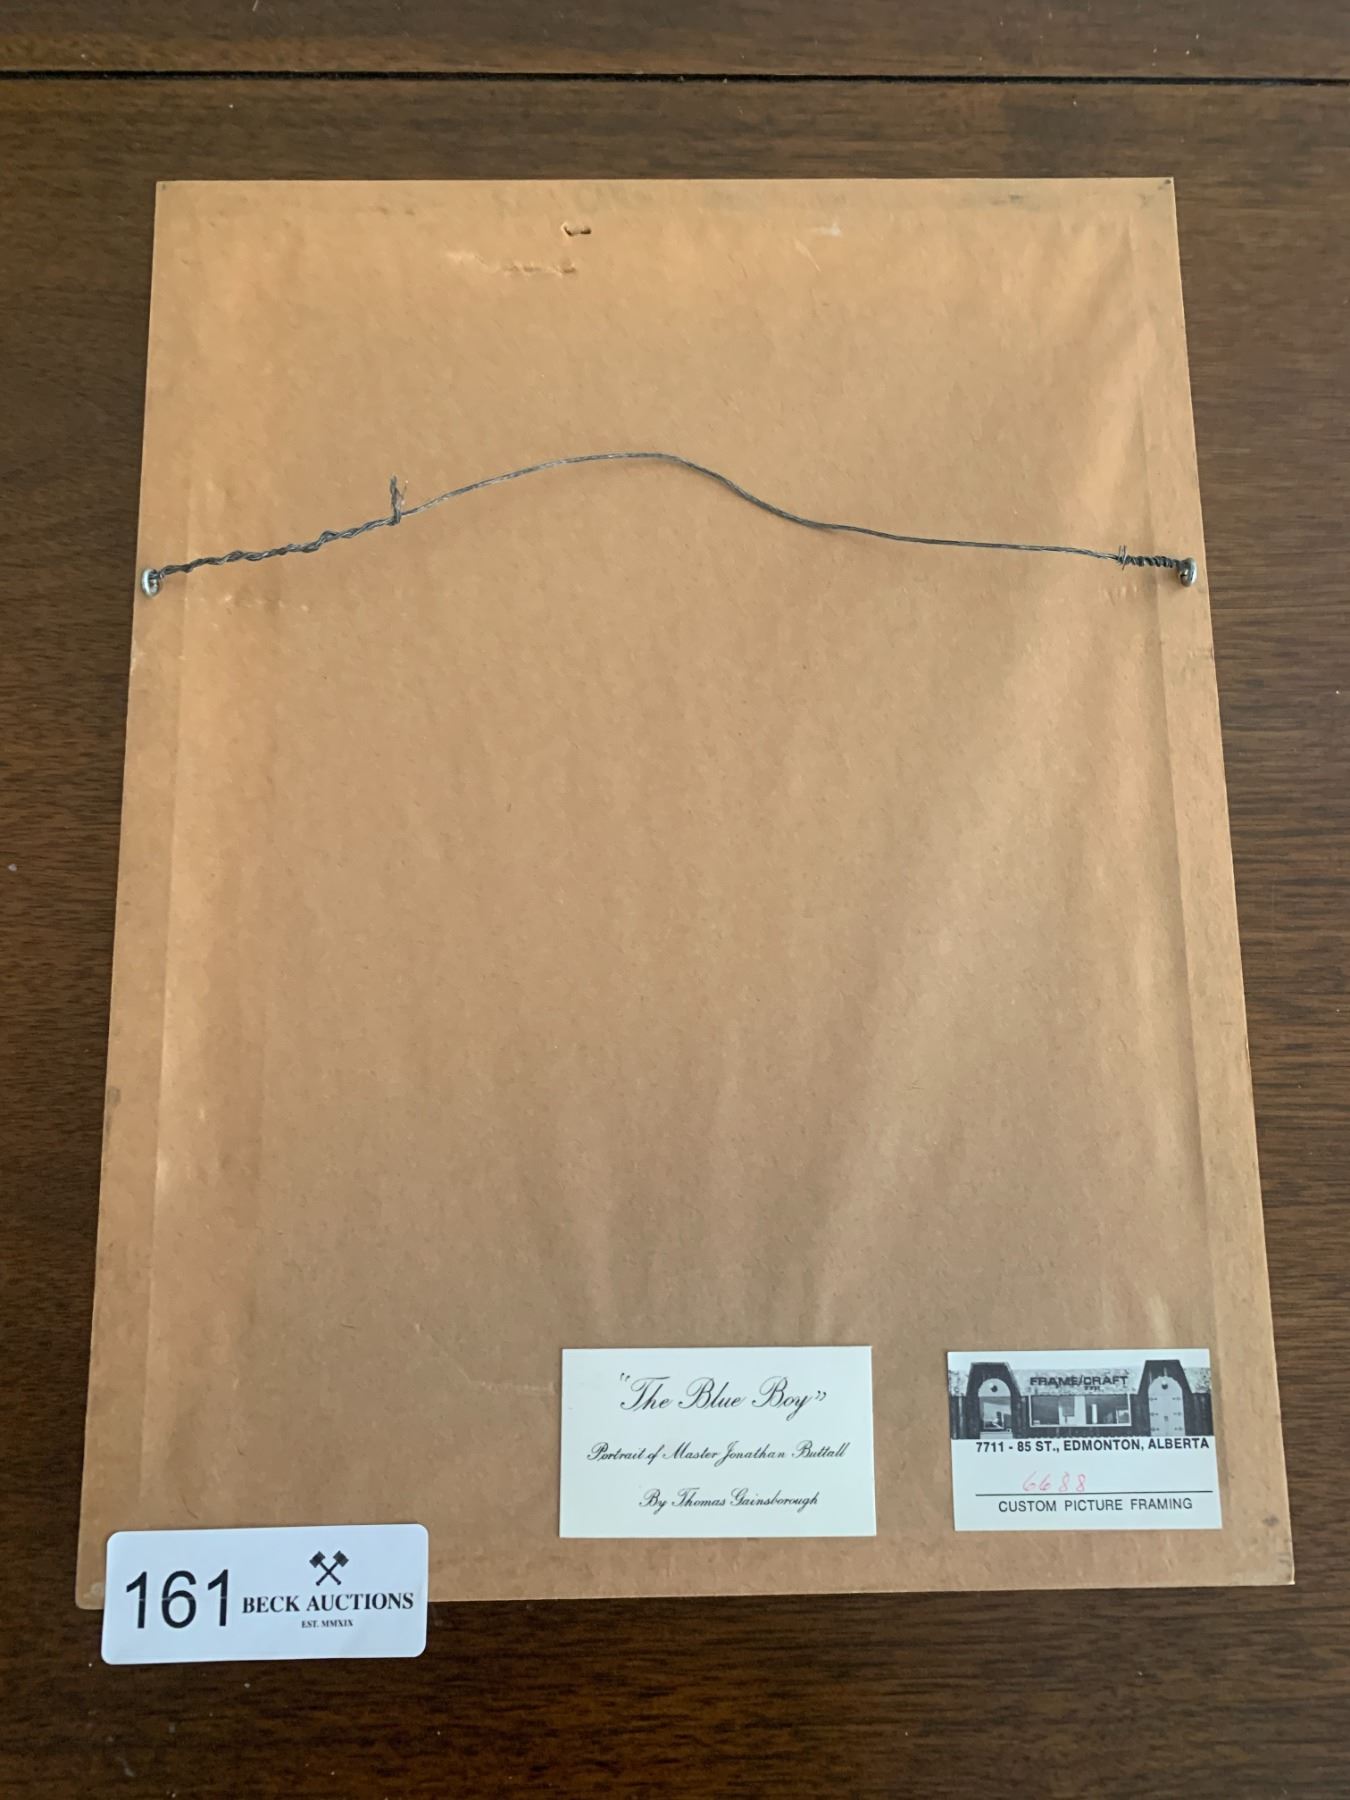 "The Blue Boy"
Portrait of Master Jonathan Buttall
By Thomas Gainsborough
FRAME/CRAFT
7711 - 85 ST., EDMONTON, ALBERTA
6688
CUSTOM PICTURE FRAMING
161
BECK AUCTIONS
EST. MMXIX